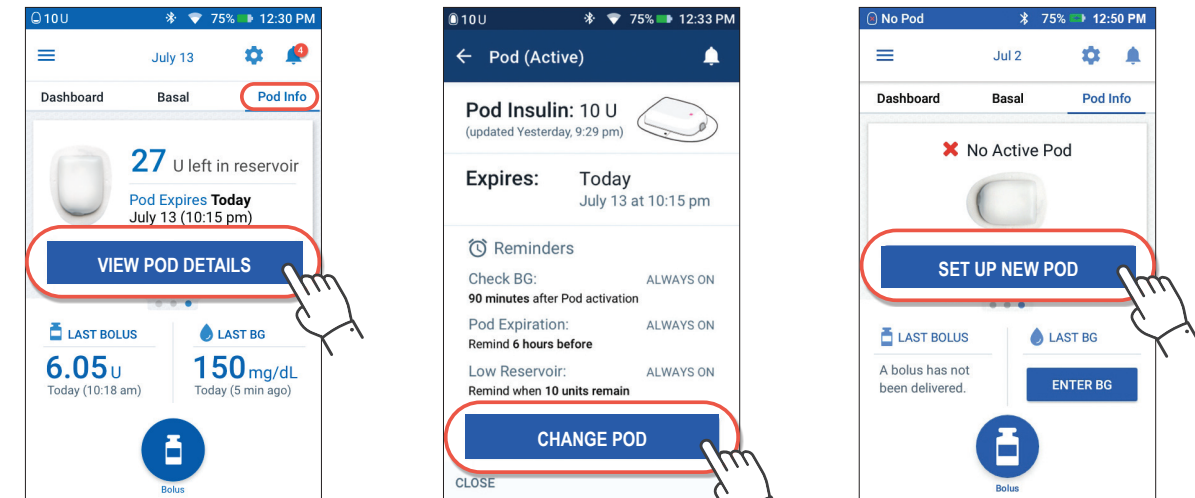 10 U 75% 12:30 PM
July 13 4
Dashboard Basal Pod Info
27 U left in reservoir
Pod Expires Today
July 13 (10:15 pm)
VIEW POD DETAILS
LAST BOLUS LAST BG
6.05 U 150 mg/dL
Today (10:18 am) Today (5 min ago)
Bolus
10 U 75% 12:33 PM
Pod (Active)
Pod Insulin: 10 U
(updated Yesterday, 9:29 pm)
Expires: Today
July 13 at 10:15 pm
Reminders
Check BG: ALWAYS ON
90 minutes after Pod activation
Pod Expiration: ALWAYS ON
Remind 6 hours before
Low Reservoir: ALWAYS ON
Remind when 10 units remain
CHANGE POD
CLOSE
No Pod 75% 12:50 PM
Jul 2
Dashboard Basal Pod Info
No Active Pod
SET UP NEW POD
LAST BOLUS LAST BG
A bolus has not
been delivered.
ENTER BG
Bolus